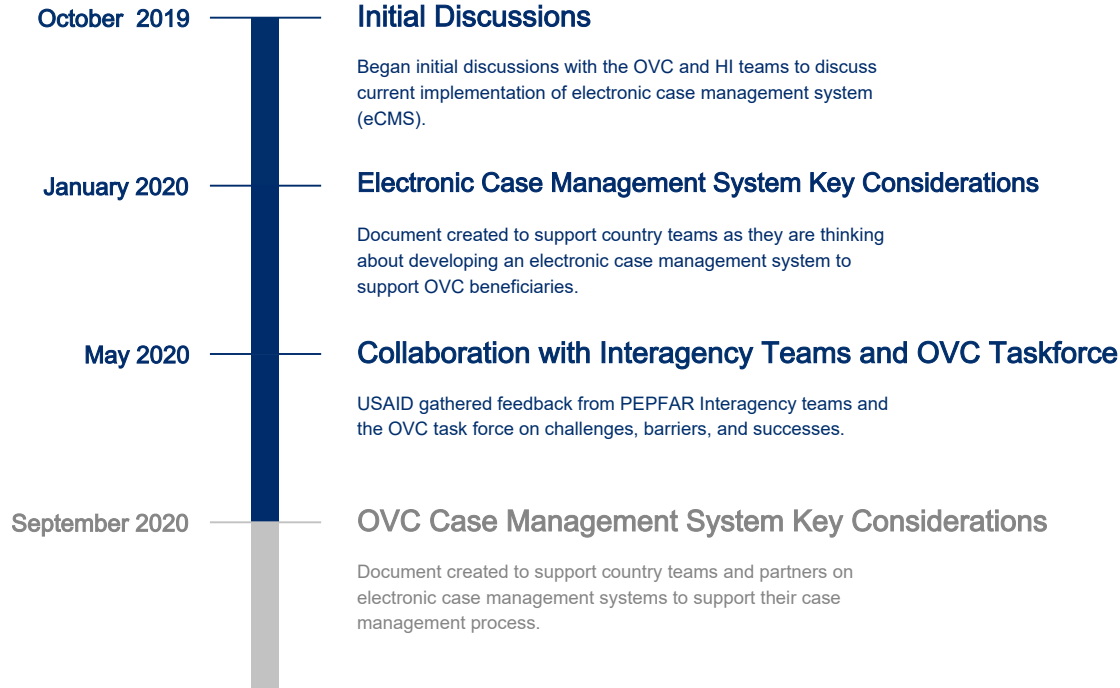 October 2019
Initial Discussions
Began initial discussions with the OVC and HI teams to discuss
current implementation of electronic case management system
(eCMS).
January 2020
Electronic Case Management System Key Considerations
Document created to support country teams as they are thinking
about developing an electronic case management system to
support OVC beneficiaries.
May 2020
Collaboration with Interagency Teams and OVC Taskforce
USAID gathered feedback from PEPFAR Interagency teams and
the OVC task force on challenges, barriers, and successes.
September 2020
OVC Case Management System Key Considerations
Document created to support country teams and partners on
electronic case management systems to support their case
management process.